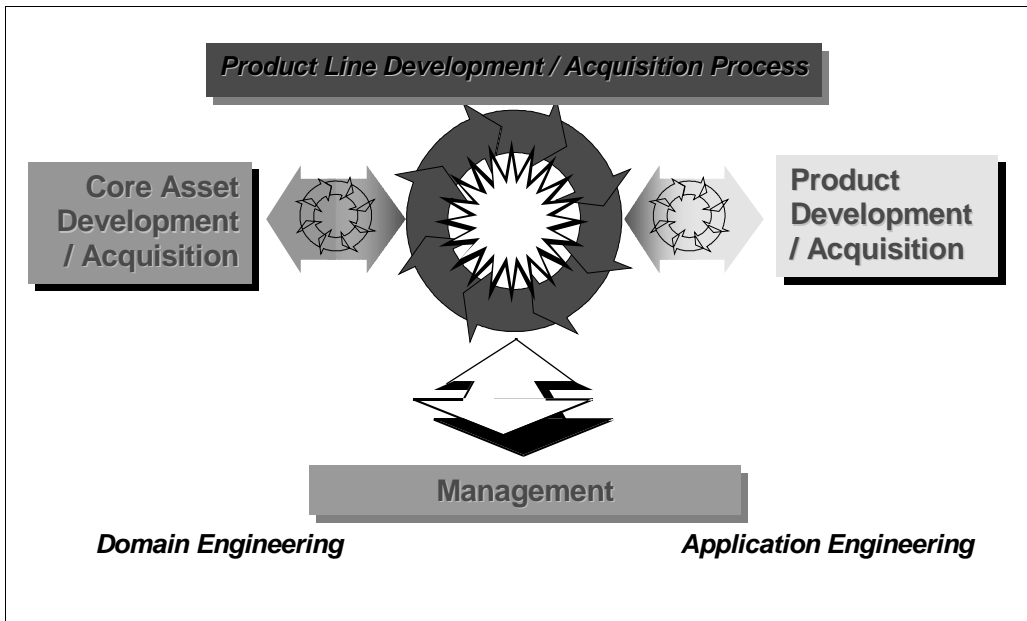 Product Line Development / Acquisition Process
Core Asset
Development
/ Acquisition
Product
Development
/ Acquisition
Management
Domain Engineering
Application Engineering